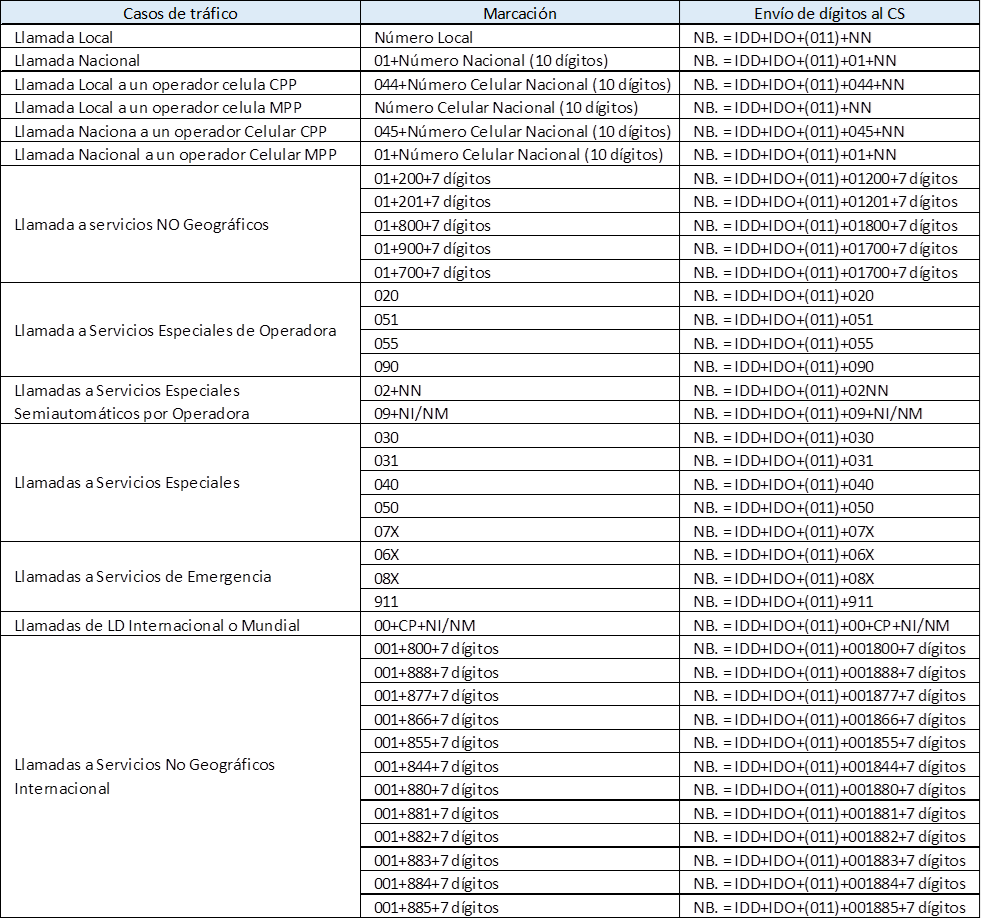 Casos de tráfico Marcación Envío de dígitos al CS
Llamada Local Número Local NB. = IDD+IDO+(011)+NN
Llamada Nacional 01+Número Nacional (10 dígitos) NB. = IDD+IDO+(011)+01+NN
Llamada Local a un operador celula CPP 044+Número Celular Nacional (10 dígitos) NB. = IDD+IDO+(011)+044+NN
Llamada Local a un operador celula MPP Número Celular Nacional (10 dígitos) NB. = IDD+IDO+(011)+NN
Llamada Naciona a un operador Celular CPP 045+Número Celular Nacional (10 dígitos) NB. = IDD+IDO+(011)+045+NN
Llamada Nacional a un operador Celular MPP 01+Número Celular Nacional (10 dígitos) NB. = IDD+IDO+(011)+01+NN
Llamada a servicios NO Geográficos
01+200+7 dígitos NB. = IDD+IDO+(011)+01200+7 dígitos
01+201+7 dígitos NB. = IDD+IDO+(011)+01201+7 dígitos
01+800+7 dígitos NB. = IDD+IDO+(011)+01800+7 dígitos
01+900+7 dígitos NB. = IDD+IDO+(011)+01700+7 dígitos
01+700+7 dígitos NB. = IDD+IDO+(011)+01700+7 dígitos
Llamada a Servicios Especiales de Operadora
020 NB. = IDD+IDO+(011)+020
051 NB. = IDD+IDO+(011)+051
055 NB. = IDD+IDO+(011)+055
090 NB. = IDD+IDO+(011)+090
Llamadas a Servicios Especiales
Semiautomáticos por Operadora
02+NN NB. = IDD+IDO+(011)+02NN
09+NI/NM NB. = IDD+IDO+(011)+09+NI/NM
Llamadas a Servicios Especiales
030 NB. = IDD+IDO+(011)+030
031 NB. = IDD+IDO+(011)+031
040 NB. = IDD+IDO+(011)+040
050 NB. = IDD+IDO+(011)+050
07X NB. = IDD+IDO+(011)+07X
Llamadas a Servicios de Emergencia
06X NB. = IDD+IDO+(011)+06X
08X NB. = IDD+IDO+(011)+08X
911 NB. = IDD+IDO+(011)+911
Llamadas de LD Internacional o Mundial 00+CP+NI/NM NB. = IDD+IDO+(011)+00+CP+NI/NM
Llamadas a Servicios No Geográficos
Internacional
001+800+7 dígitos NB. = IDD+IDO+(011)+001800+7 dígitos
001+888+7 dígitos NB. = IDD+IDO+(011)+001888+7 dígitos
001+877+7 dígitos NB. = IDD+IDO+(011)+001877+7 dígitos
001+866+7 dígitos NB. = IDD+IDO+(011)+001866+7 dígitos
001+855+7 dígitos NB. = IDD+IDO+(011)+001855+7 dígitos
001+844+7 dígitos NB. = IDD+IDO+(011)+001844+7 dígitos
001+880+7 dígitos NB. = IDD+IDO+(011)+001880+7 dígitos
001+881+7 dígitos NB. = IDD+IDO+(011)+001881+7 dígitos
001+882+7 dígitos NB. = IDD+IDO+(011)+001882+7 dígitos
001+883+7 dígitos NB. = IDD+IDO+(011)+001883+7 dígitos
001+884+7 dígitos NB. = IDD+IDO+(011)+001884+7 dígitos
001+885+7 dígitos NB. = IDD+IDO+(011)+001885+7 dígitos